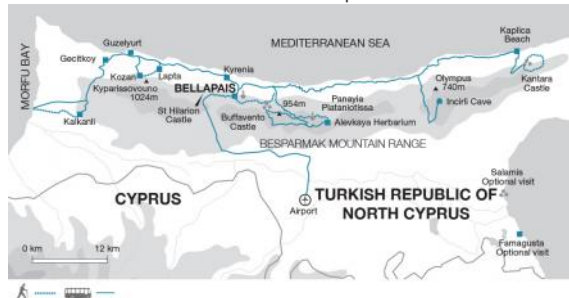 Kaplica
Beach
Guzelyurt
MEDITERRANEAN SEA
Gecitkoy
MORFU BAY
Kozan
Lapta
Kyrenia
Olympus
740m
Kantara
Castle
Kyparissovouno
1024m
BELLAPAIS
954m
Panayia
Plataniotissa
Incirli Cave
Kalkanli
St Hilarion
Castle
Buffavento
Castle
Alevkaya Herbarium
BESPARMAK MOUNTAIN RANGE
Salamis
Optional visit
CYPRUS
TURKISH REPUBLIC OF
NORTH CYPRUS
Airport
0 km
12 km
Famagusta
Optional visit